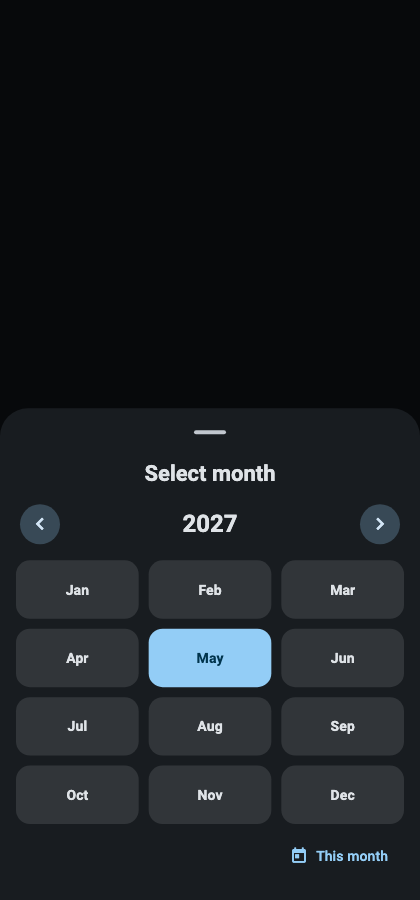 Select month
2027
Jan Feb Mar
Apr May Jun
Jul Aug Sep
Oct Nov Dec
This month